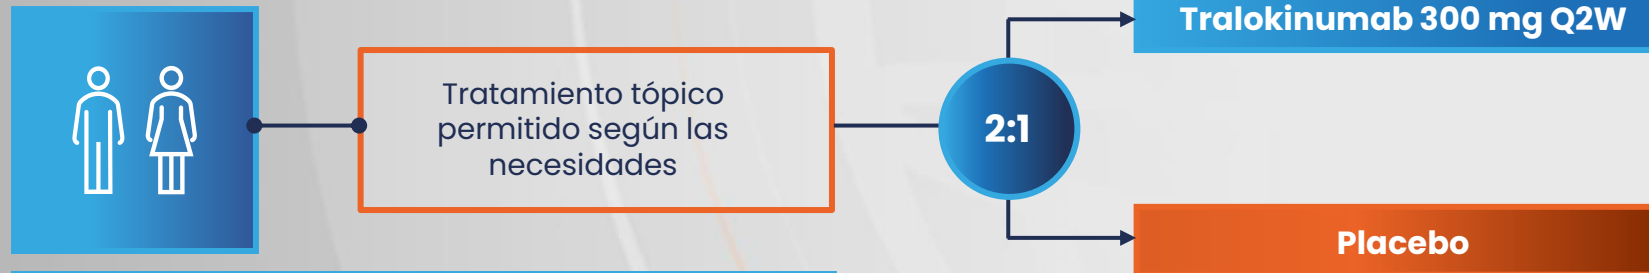 Tralokinumab 300 mg Q2W
Tratamiento tópico
permitido según las
necesidades
2:1
Placebo